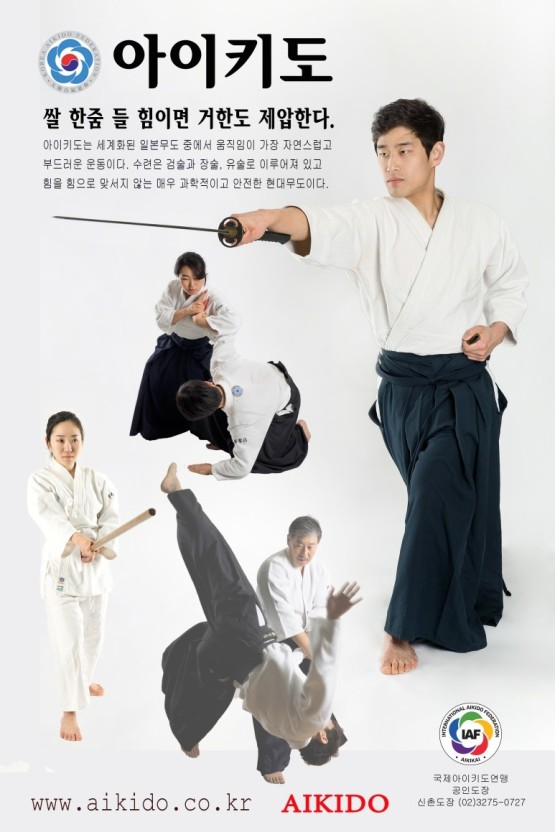 KOREA AIKIDO FEDERATION
아이키도
쌀 한줌 들 힘이면 거한도 제압한다.
아이키도는 세계화된 일본무도 중에서 움직임이 가장 자연스럽고
부드러운 운동이다. 수련은 검술과 장술, 유술로 이루어져 있고
힘을 힘으로 맞서지 않는 매우 과학적이고 안전한 현대무도이다.
INTERNATIONAL AIKIDO FEDERATION
IAF
AIKIKAI
국제아이키도연맹
공인도장
신촌도장 (02)3275-0727
www.aikido.co.kr
AIKIDO